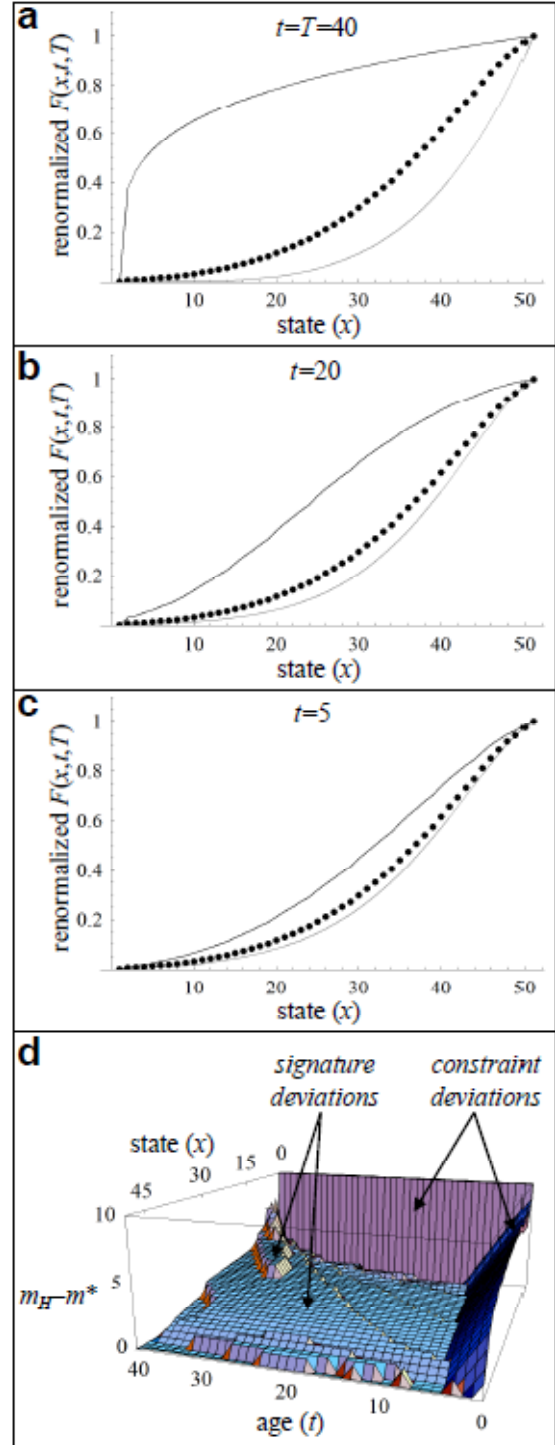 a
t=T=40
renormalized F(x,t,T)
1
0.8
0.6
0.4
0.2
10 20 30 40 50
state (x)
b
t=20
renormalized F(x,t,T)
1
0.8
0.6
0.4
0.2
10 20 30 40 50
state (x)
c
t=5
renormalized F(x,t,T)
1
0.8
0.6
0.4
0.2
10 20 30 40 50
state (x)
d
signature deviations
constraint deviations
state (x)
45 30 15 0
10
5
0
mH–m*
40 30 20 10 0
age (t)